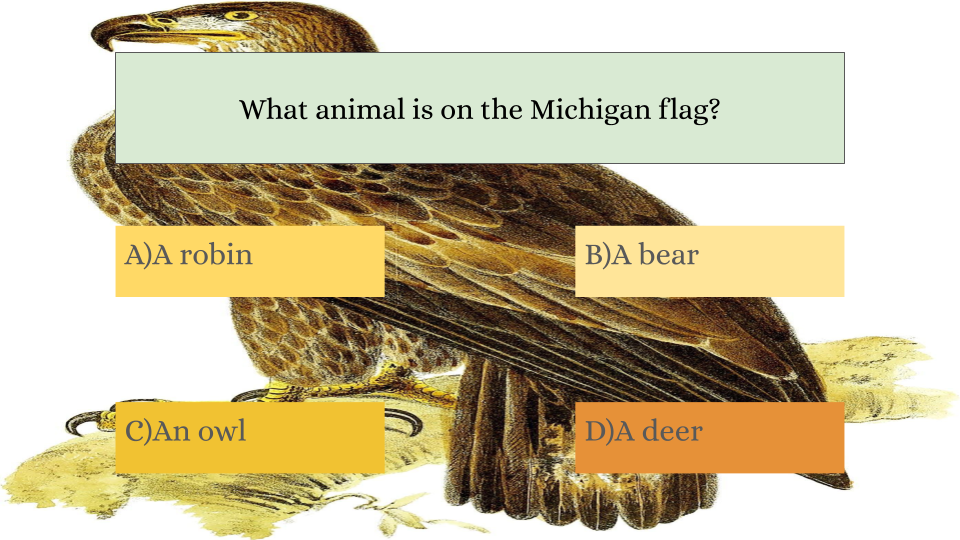 What animal is on the Michigan flag?
A)A robin
B)A bear
C)An owl
D)A deer